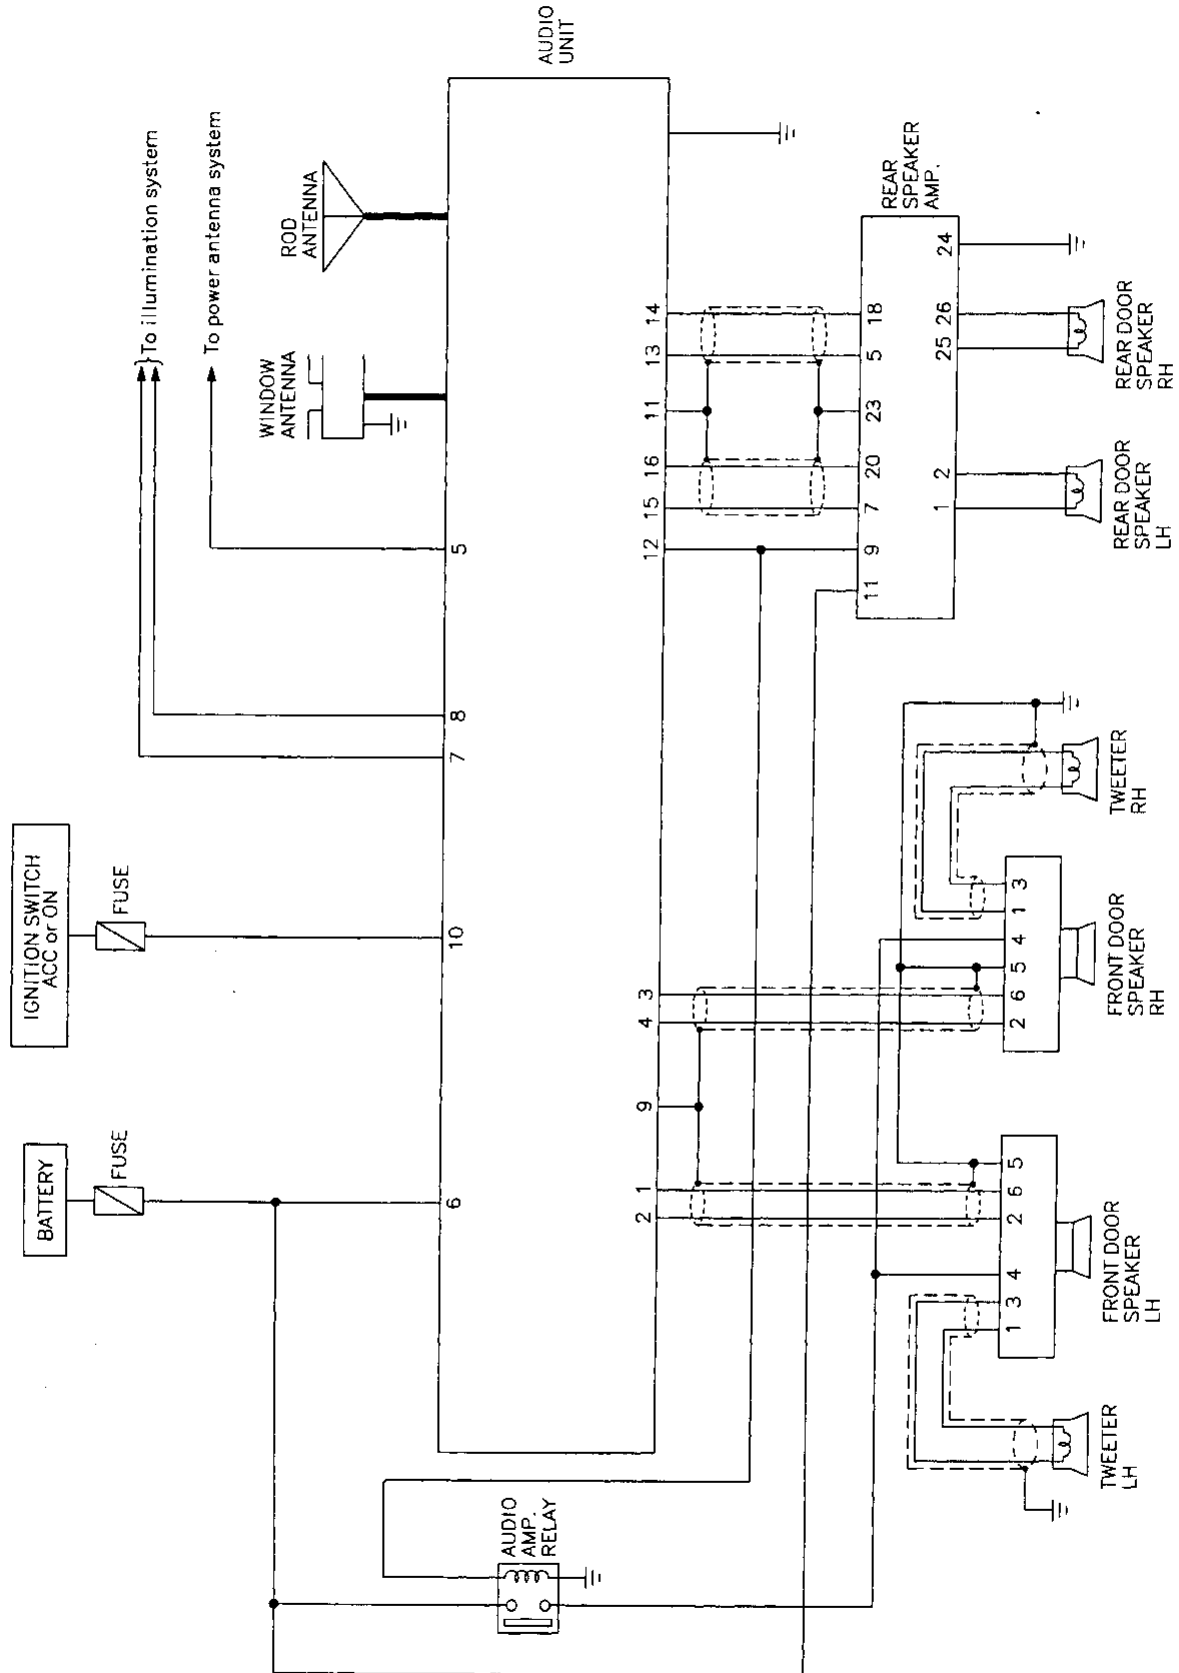 BATTERY
FUSE
IGNITION SWITCH
ACC or ON
FUSE
To illumination system
To power antenna system
WINDOW
ANTENNA
ROD
ANTENNA
6
10
7
8
5
AUDIO
UNIT
2
1
9
4
3
12
15
16
11
13
14
AUDIO
AMP.
RELAY
11
9
7
20
23
5
18
REAR
SPEAKER
AMP.
1
2
25
26
24
1
3
4
2
6
5
2
6
5
4
1
3
TWEETER
LH
FRONT DOOR
SPEAKER
LH
FRONT DOOR
SPEAKER
RH
TWEETER
RH
REAR DOOR
SPEAKER
LH
REAR DOOR
SPEAKER
RH